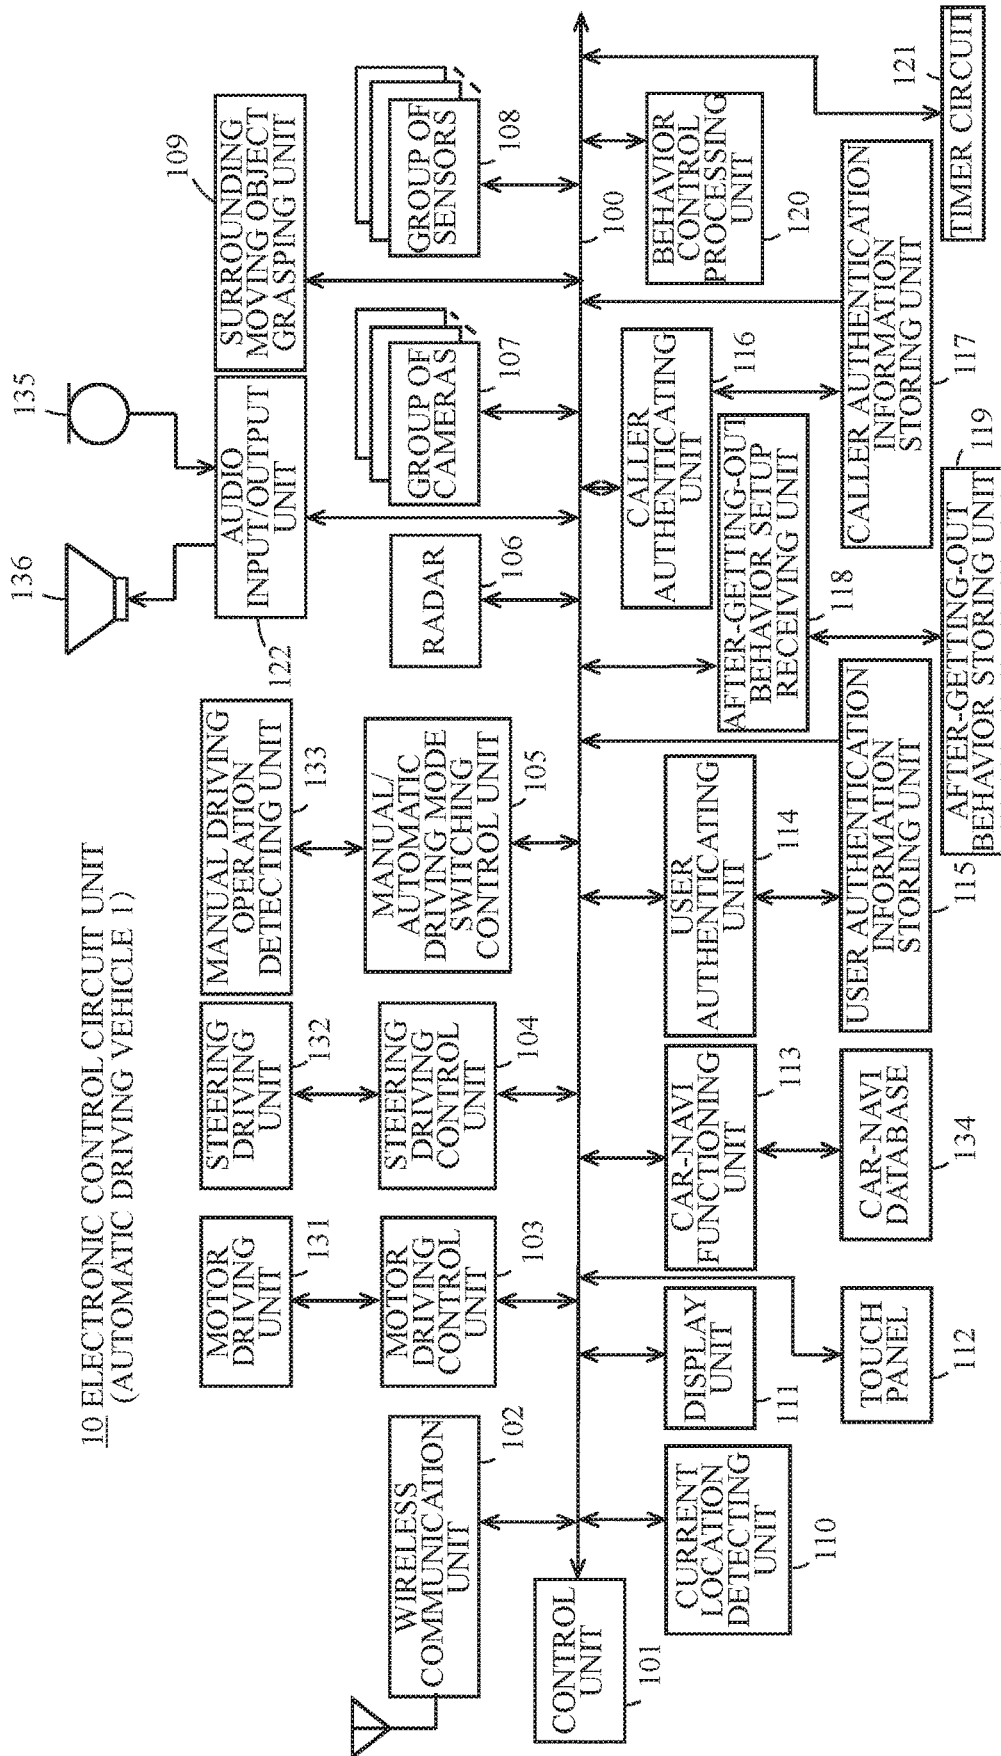 10 ELECTRONIC CONTROL CIRCUIT UNIT
(AUTOMATIC DRIVING VEHICLE 1)
136
135
109
AUDIO
INPUT/OUTPUT
UNIT
122
SURROUNDING
MOVING OBJECT
GRASPING UNIT
MOTOR
DRIVING
UNIT
131
STEERING
DRIVING
UNIT
132
MANUAL DRIVING
OPERATION
DETECTING UNIT
133
WIRELESS
COMMUNICATION
UNIT
102
MOTOR
DRIVING
CONTROL
UNIT
103
STEERING
DRIVING
CONTROL
UNIT
104
MANUAL/
AUTOMATIC
DRIVING MODE
SWITCHING
CONTROL UNIT
105
RADAR
106
GROUP OF
CAMERAS
107
GROUP OF
SENSORS
108
CONTROL
UNIT
101
100
CURRENT
LOCATION
DETECTING
UNIT
110
DISPLAY
UNIT
111
TOUCH
PANEL
112
CAR-NAVI
FUNCTIONING
UNIT
113
CAR-NAVI
DATABASE
134
USER
AUTHENTICATING
UNIT
114
USER AUTHENTICATION
INFORMATION
STORING UNIT
115
CALLER
AUTHENTICATING
UNIT
116
AFTER-GETTING-OUT
BEHAVIOR SETUP
RECEIVING UNIT
118
CALLER AUTHENTICATION
INFORMATION
STORING UNIT
117
AFTER-GETTING-OUT
BEHAVIOR STORING UNIT
119
BEHAVIOR
CONTROL
PROCESSING
UNIT
120
TIMER CIRCUIT
121